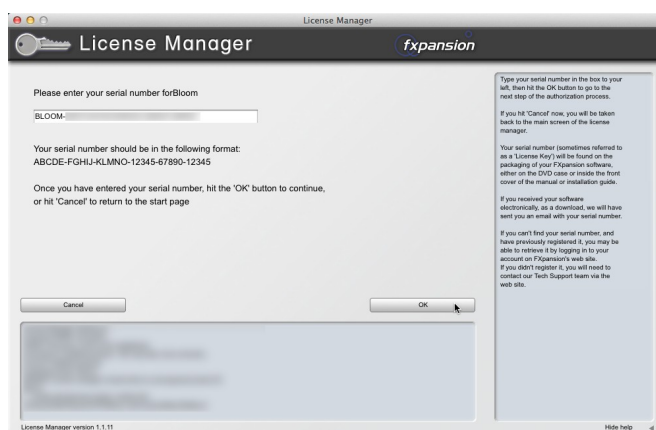 License Manager
License Manager
fxpansion
Please enter your serial number forBloom
BLOOM-
Your serial number should be in the following format:
ABCDE-FGHIJ-KLMNO-12345-67890-12345
Once you have entered your serial number, hit the 'OK' button to continue,
or hit 'Cancel' to return to the start page
Cancel
OK
Type your serial number in the box to your
left, then hit the OK button to go to the
next step of the authorization process.
If you hit 'Cancel' now, you will be taken
back to the main screen of the license
manager.
Your serial number (sometimes referred to
as a 'License Key') will be found on the
packaging of your FXpansion software,
either on the DVD case or inside the front
cover of the manual or installation guide.
If you received your software
electronically, as a download, we will have
sent you an email with your serial number.
If you can't find your serial number, and
have previously registered it, you may be
able to retrieve it by logging in to your
account on FXpansion's web site.
If you didn't register it, you will need to
contact our Tech Support team via the
web site.
License Manager version 1.1.11
Hide help